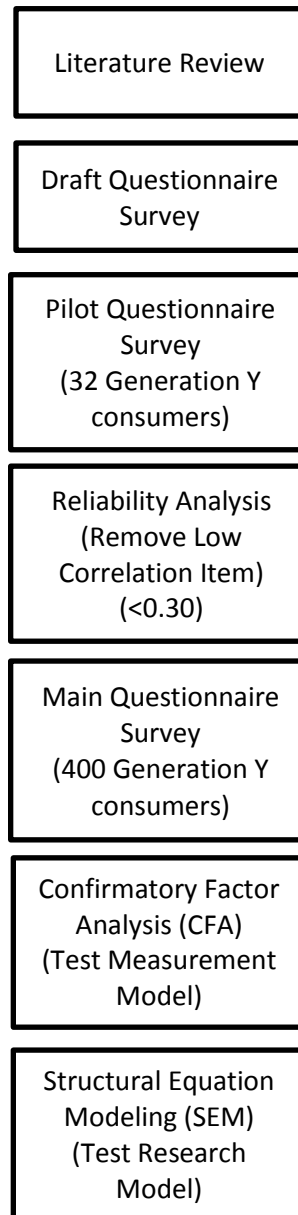 Literature Review
Draft Questionnaire
Survey
Pilot Questionnaire
Survey
(32 Generation Y
consumers)
Reliability Analysis
(Remove Low
Correlation Item)
(<0.30)
Main Questionnaire
Survey
(400 Generation Y
consumers)
Confirmatory Factor
Analysis (CFA)
(Test Measurement
Model)
Structural Equation
Modeling (SEM)
(Test Research
Model)